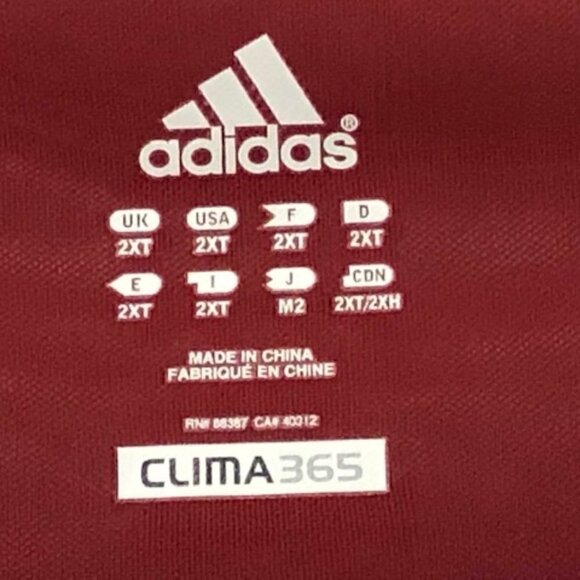 adidas®
UK USA F D
2XT 2XT 2XT 2XT
E I J CDN
2XT 2XT M2 2XT/2XH
MADE IN CHINA
FABRIQUÉ EN CHINE
RN# 88387 CA# 40312
CLIMA365